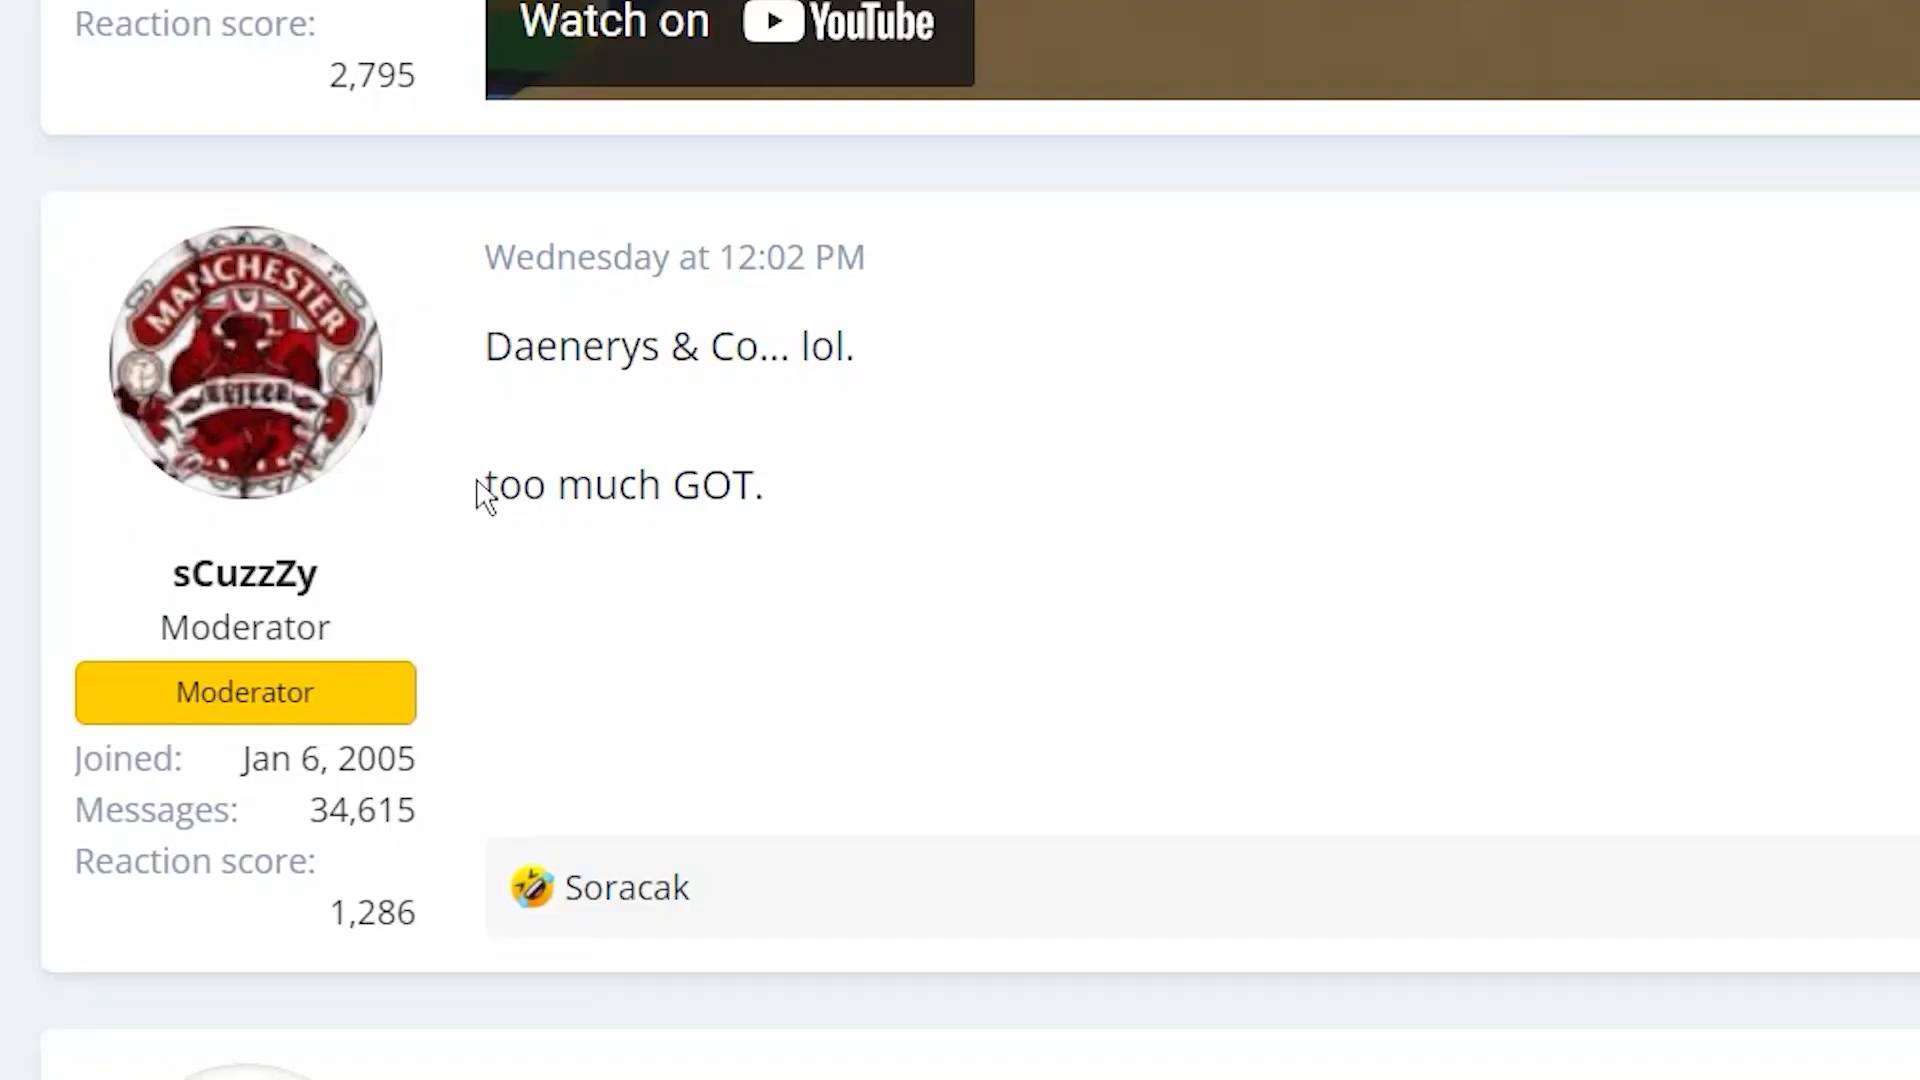 Reaction score:
2,795
Watch on YouTube
MANCHESTER
UNITED
Wednesday at 12:02 PM
Daenerys & Co... lol.
too much GOT.
sCuzzZy
Moderator
Moderator
Joined: Jan 6, 2005
Messages: 34,615
Reaction score:
1,286
Soracak